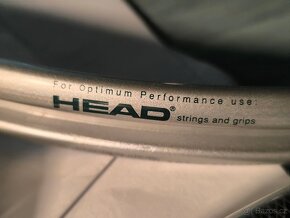 For Optimum Performance use:
HEAD® strings and grips